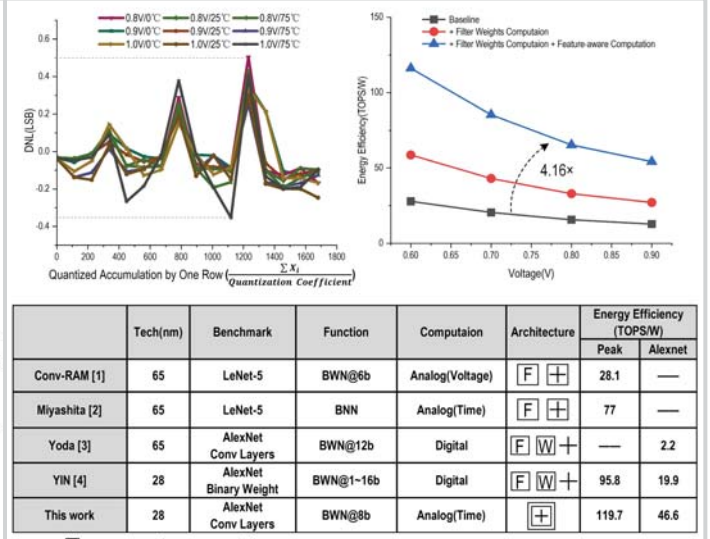 0.8V/0℃ 0.8V/25℃ 0.8V/75℃
0.9V/0℃ 0.9V/25℃ 0.9V/75℃
1.0V/0℃ 1.0V/25℃ 1.0V/75℃
DNL(LSB)
0.6
0.4
0.2
0.0
-0.2
-0.4
0 200 400 600 800 1000 1200 1400 1600 1800
Quantized Accumulation by One Row (∑ Xi / Quantization Coefficient)
Baseline
+ Filter Weights Computaion
+ Filter Weights Computaion + Feature-aware Computation
Energy Efficiency(TOPS/W)
150
100
50
0
4.16×
0.60 0.65 0.70 0.75 0.80 0.85 0.90
Voltage(V)
Tech(nm) Benchmark Function Computaion Architecture Energy Efficiency (TOPS/W)
Peak Alexnet
Conv-RAM [1] 65 LeNet-5 BWN@6b Analog(Voltage) F + 28.1 —
Miyashita [2] 65 LeNet-5 BNN Analog(Time) F + 77 —
Yoda [3] 65 AlexNet Conv Layers BWN@12b Digital F W + — 2.2
YIN [4] 28 AlexNet Binary Weight BWN@1~16b Digital F W + 95.8 19.9
This work 28 AlexNet Conv Layers BWN@8b Analog(Time) + 119.7 46.6